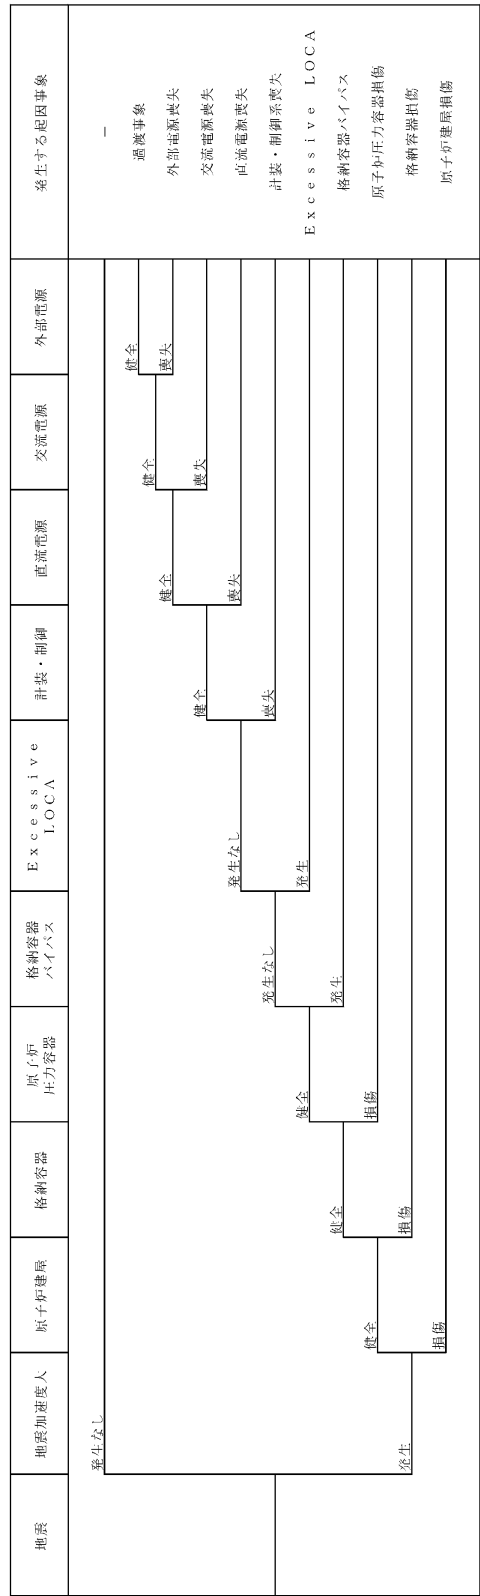 地震
地震加速度大
原子炉建屋
格納容器
原子炉
圧力容器
格納容器
バイパス
Excessive
LOCA
計装・制御
直流電源
交流電源
外部電源
発生する起因事象
発生なし
－
健全
過渡事象
喪失
外部電源喪失
健全
喪失
交流電源喪失
健全
喪失
直流電源喪失
健全
喪失
計装・制御系喪失
発生なし
発生
Excessive LOCA
発生なし
発生
格納容器バイパス
健全
損傷
原子炉圧力容器損傷
健全
損傷
格納容器損傷
健全
発生
損傷
原子炉建屋損傷